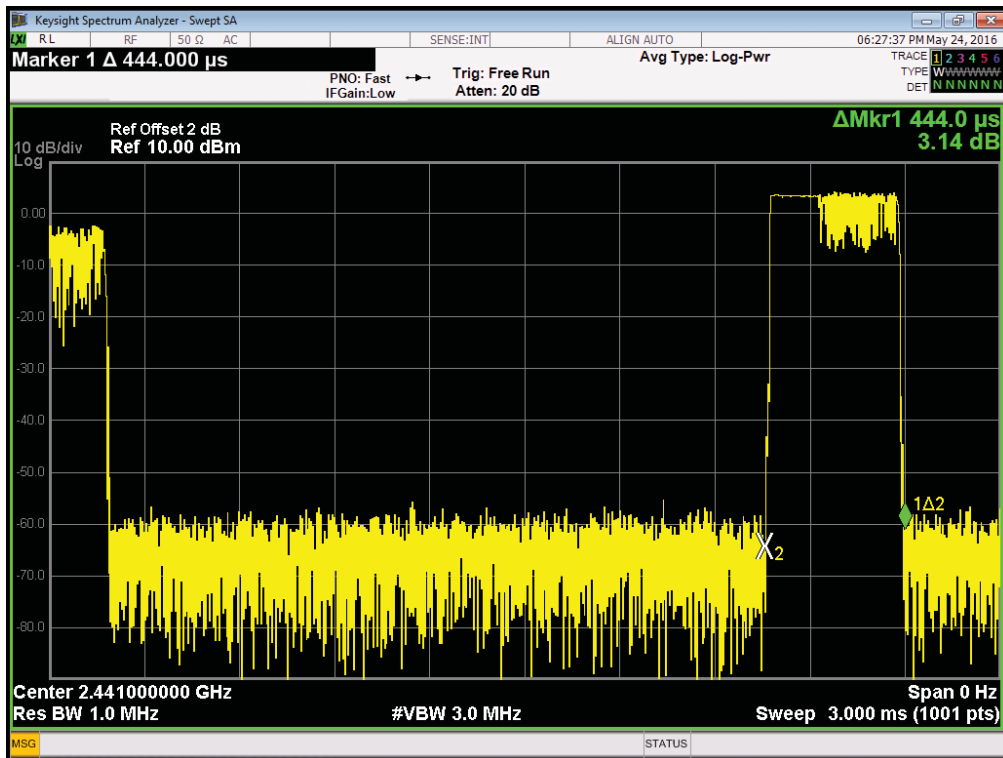 Keysight Spectrum Analyzer - Swept SA
LXI RL RF 50 Ω AC SENSE:INT ALIGN AUTO 06:27:37 PM May 24, 2016
Marker 1 Δ 444.000 µs
PNO: Fast
IFGain:Low
Trig: Free Run
Atten: 20 dB
Avg Type: Log-Pwr
TRACE 1 2 3 4 5 6
TYPE W
DET N N N N N N
Ref Offset 2 dB
10 dB/div Ref 10.00 dBm
Log
ΔMkr1 444.0 µs
3.14 dB
0.00
-10.0
-20.0
-30.0
-40.0
-50.0
-60.0
-70.0
-80.0
1Δ2
2
Center 2.441000000 GHz Span 0 Hz
Res BW 1.0 MHz #VBW 3.0 MHz Sweep 3.000 ms (1001 pts)
MSG STATUS